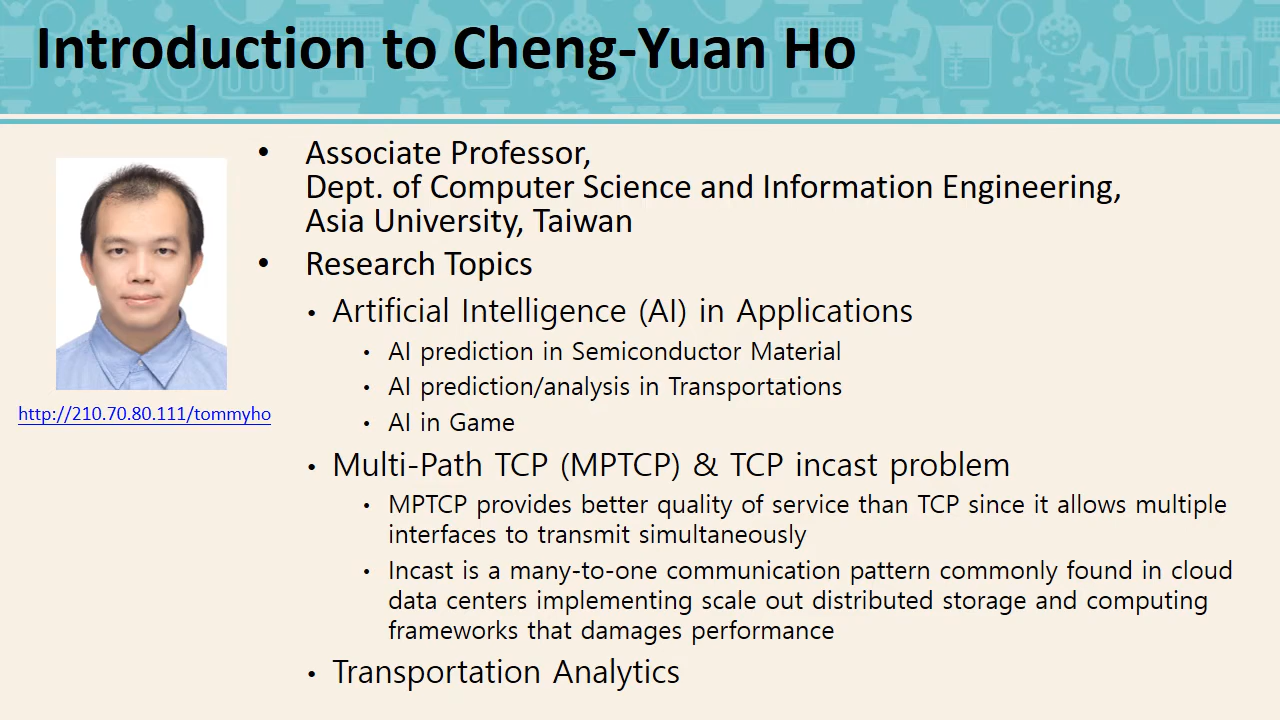 Introduction to Cheng-Yuan Ho
• Associate Professor,
Dept. of Computer Science and Information Engineering,
Asia University, Taiwan
• Research Topics
• Artificial Intelligence (AI) in Applications
• AI prediction in Semiconductor Material
• AI prediction/analysis in Transportations
• AI in Game
http://210.70.80.111/tommyho
• Multi-Path TCP (MPTCP) & TCP incast problem
• MPTCP provides better quality of service than TCP since it allows multiple
interfaces to transmit simultaneously
• Incast is a many-to-one communication pattern commonly found in cloud
data centers implementing scale out distributed storage and computing
frameworks that damages performance
• Transportation Analytics